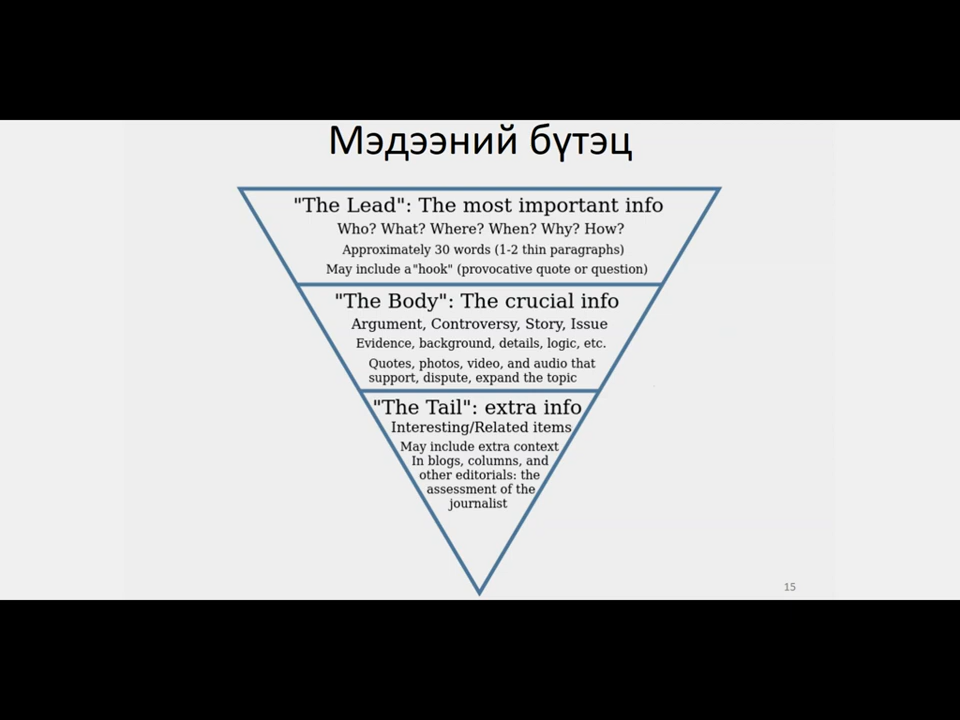 Мэдээний бүтэц
"The Lead": The most important info
Who? What? Where? When? Why? How?
Approximately 30 words (1-2 thin paragraphs)
May include a "hook" (provocative quote or question)
"The Body": The crucial info
Argument, Controversy, Story, Issue
Evidence, background, details, logic, etc.
Quotes, photos, video, and audio that
support, dispute, expand the topic
"The Tail": extra info
Interesting/Related items
May include extra context
In blogs, columns, and
other editorials: the
assessment of the
journalist
15